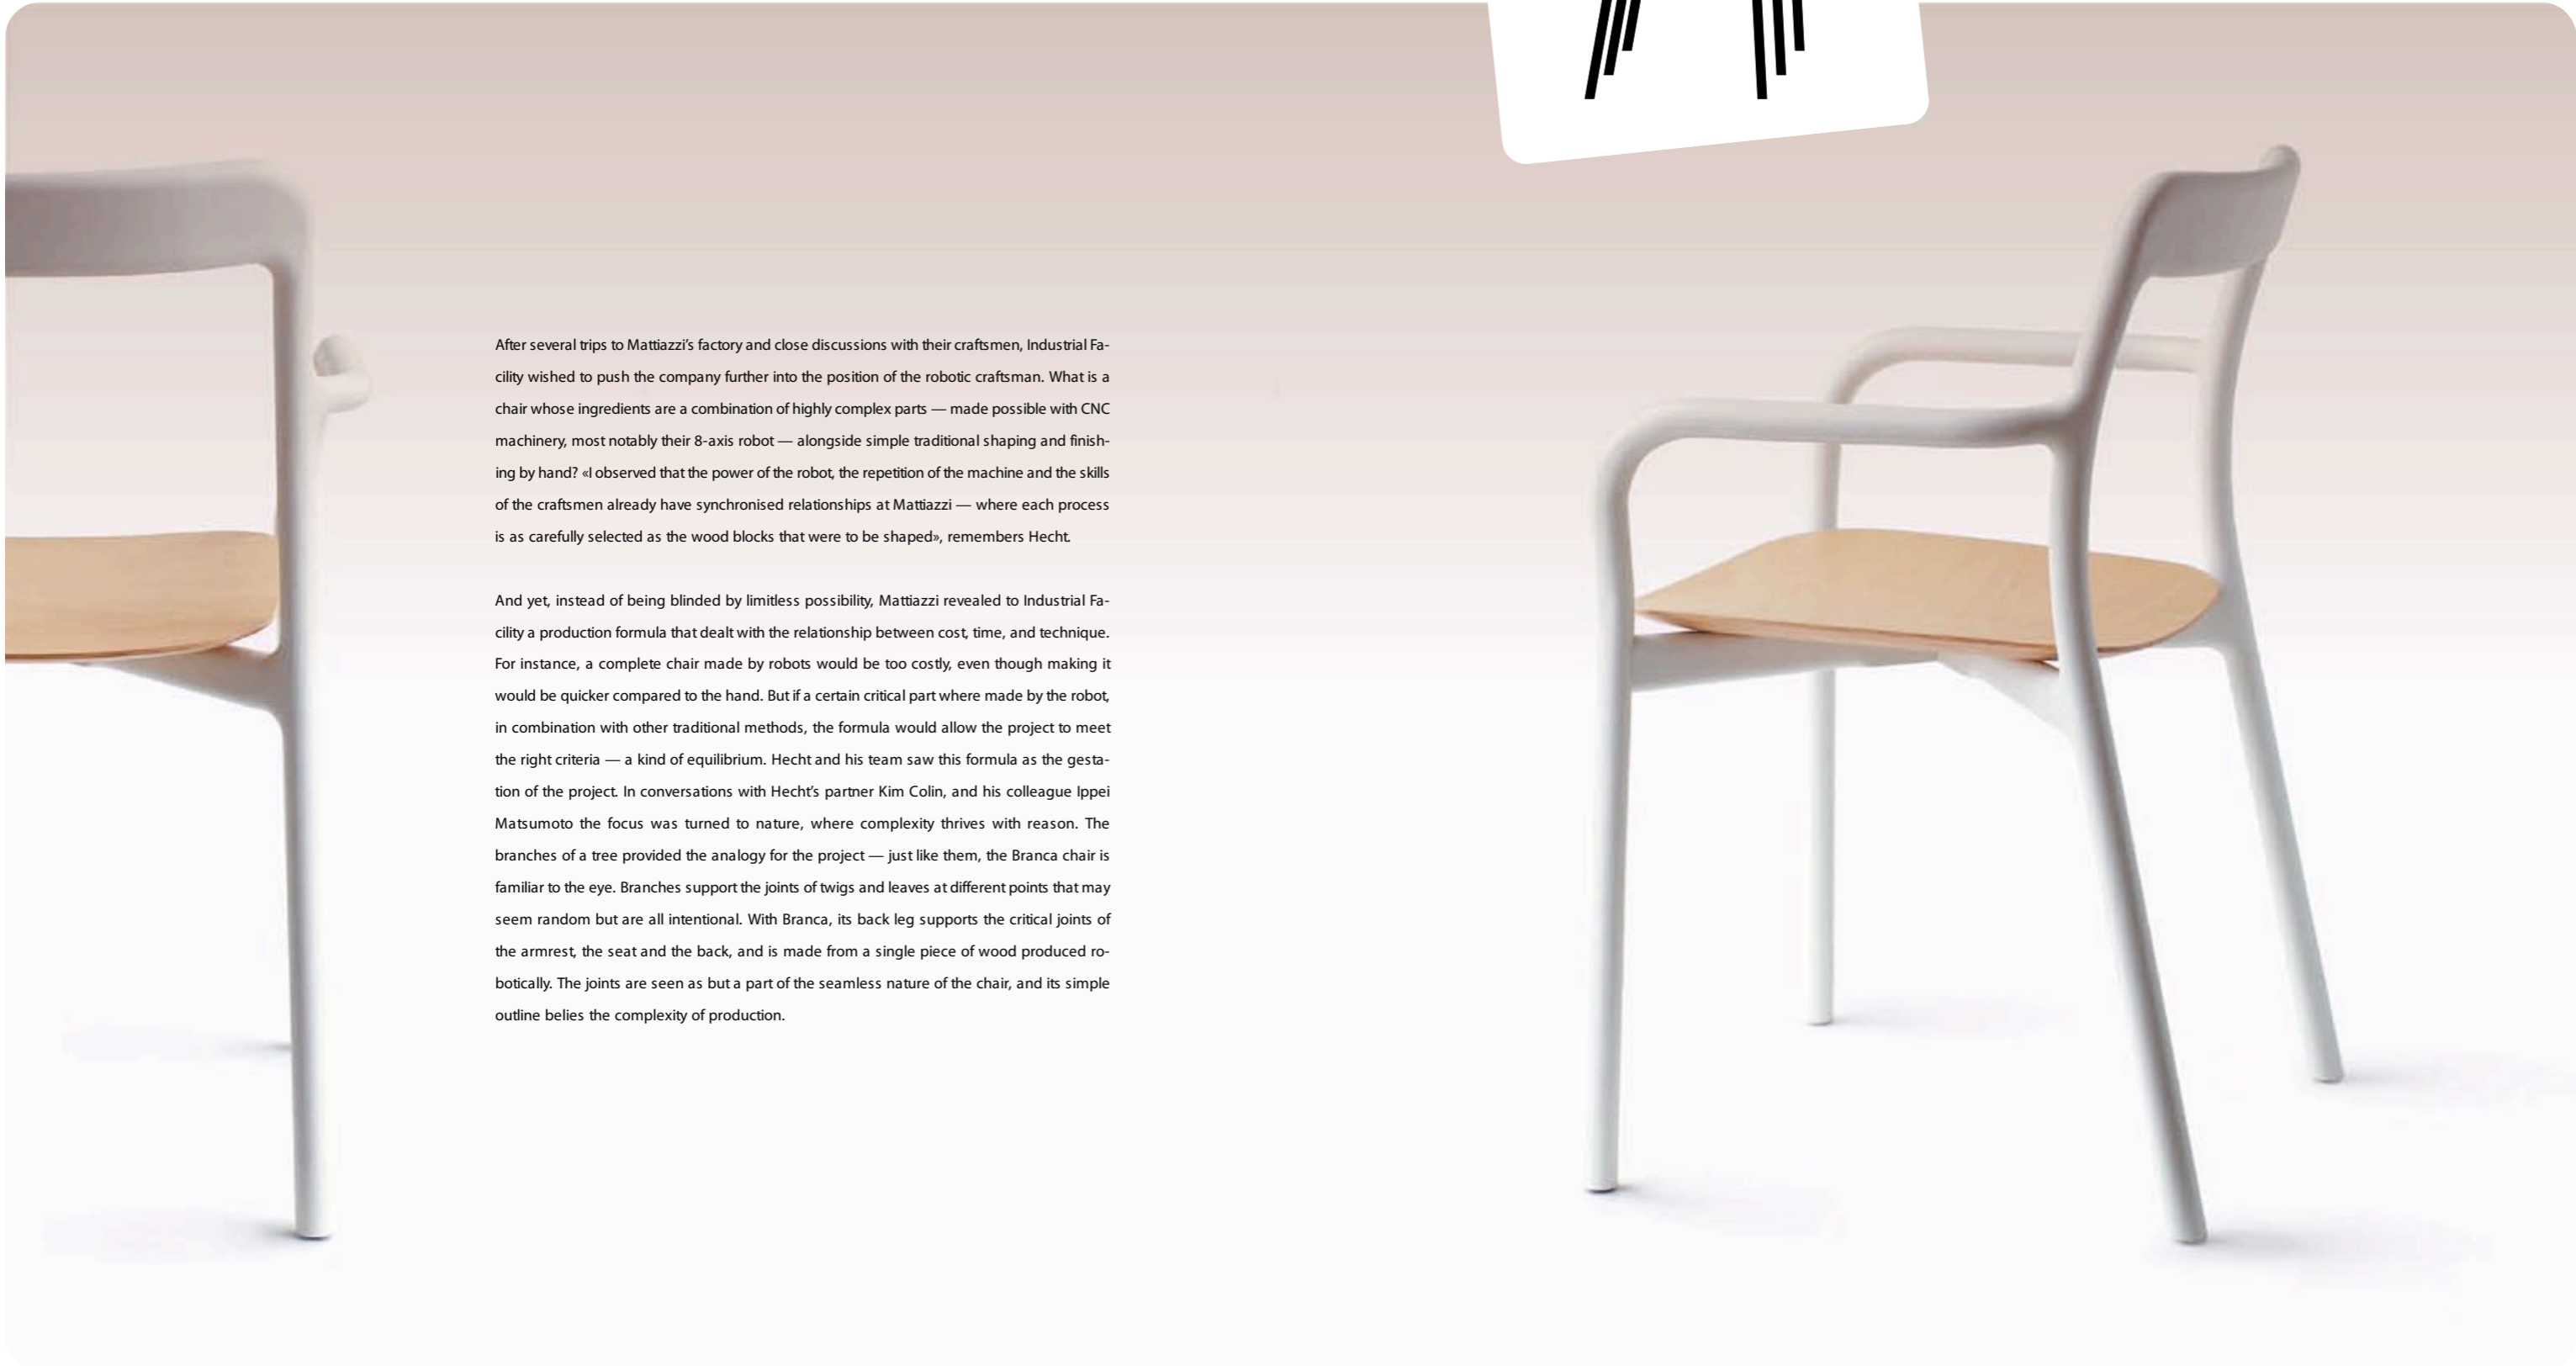 After several trips to Mattiazzi's factory and close discussions with their craftsmen, Industrial Fa-
cility wished to push the company further into the position of the robotic craftsman. What is a
chair whose ingredients are a combination of highly complex parts — made possible with CNC
machinery, most notably their 8-axis robot — alongside simple traditional shaping and finish-
ing by hand? «I observed that the power of the robot, the repetition of the machine and the skills
of the craftsmen already have synchronised relationships at Mattiazzi — where each process
is as carefully selected as the wood blocks that were to be shaped», remembers Hecht.
And yet, instead of being blinded by limitless possibility, Mattiazzi revealed to Industrial Fa-
cility a production formula that dealt with the relationship between cost, time, and technique.
For instance, a complete chair made by robots would be too costly, even though making it
would be quicker compared to the hand. But if a certain critical part where made by the robot,
in combination with other traditional methods, the formula would allow the project to meet
the right criteria — a kind of equilibrium. Hecht and his team saw this formula as the gesta-
tion of the project. In conversations with Hecht's partner Kim Colin, and his colleague Ippei
Matsumoto the focus was turned to nature, where complexity thrives with reason. The
branches of a tree provided the analogy for the project — just like them, the Branca chair is
familiar to the eye. Branches support the joints of twigs and leaves at different points that may
seem random but are all intentional. With Branca, its back leg supports the critical joints of
the armrest, the seat and the back, and is made from a single piece of wood produced ro-
botically. The joints are seen as but a part of the seamless nature of the chair, and its simple
outline belies the complexity of production.